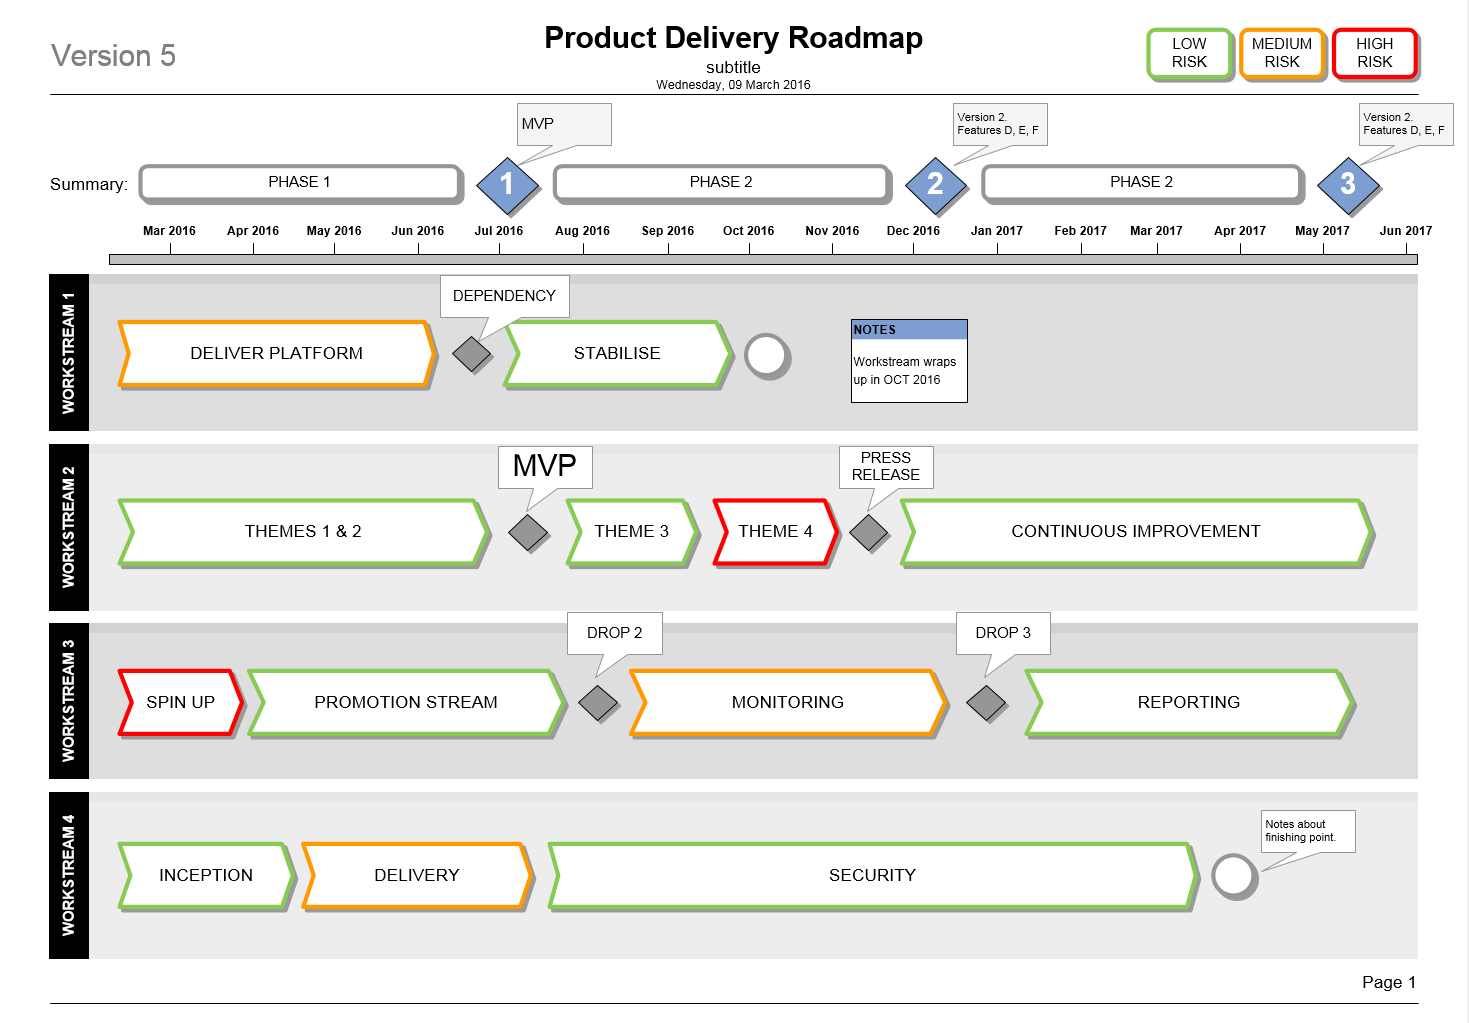 Version 5
Product Delivery Roadmap
subtitle
Wednesday, 09 March 2016
LOW
RISK
MEDIUM
RISK
HIGH
RISK
MVP
Version 2.
Features D, E, F
Version 2.
Features D, E, F
Summary:
PHASE 1
1
PHASE 2
2
PHASE 2
3
Mar 2016
Apr 2016
May 2016
Jun 2016
Jul 2016
Aug 2016
Sep 2016
Oct 2016
Nov 2016
Dec 2016
Jan 2017
Feb 2017
Mar 2017
Apr 2017
May 2017
Jun 2017
WORKSTREAM 1
DEPENDENCY
DELIVER PLATFORM
STABILISE
NOTES
Workstream wraps
up in OCT 2016
WORKSTREAM 2
MVP
PRESS
RELEASE
THEMES 1 & 2
THEME 3
THEME 4
CONTINUOUS IMPROVEMENT
WORKSTREAM 3
DROP 2
DROP 3
SPIN UP
PROMOTION STREAM
MONITORING
REPORTING
WORKSTREAM 4
Notes about
finishing point.
INCEPTION
DELIVERY
SECURITY
Page 1